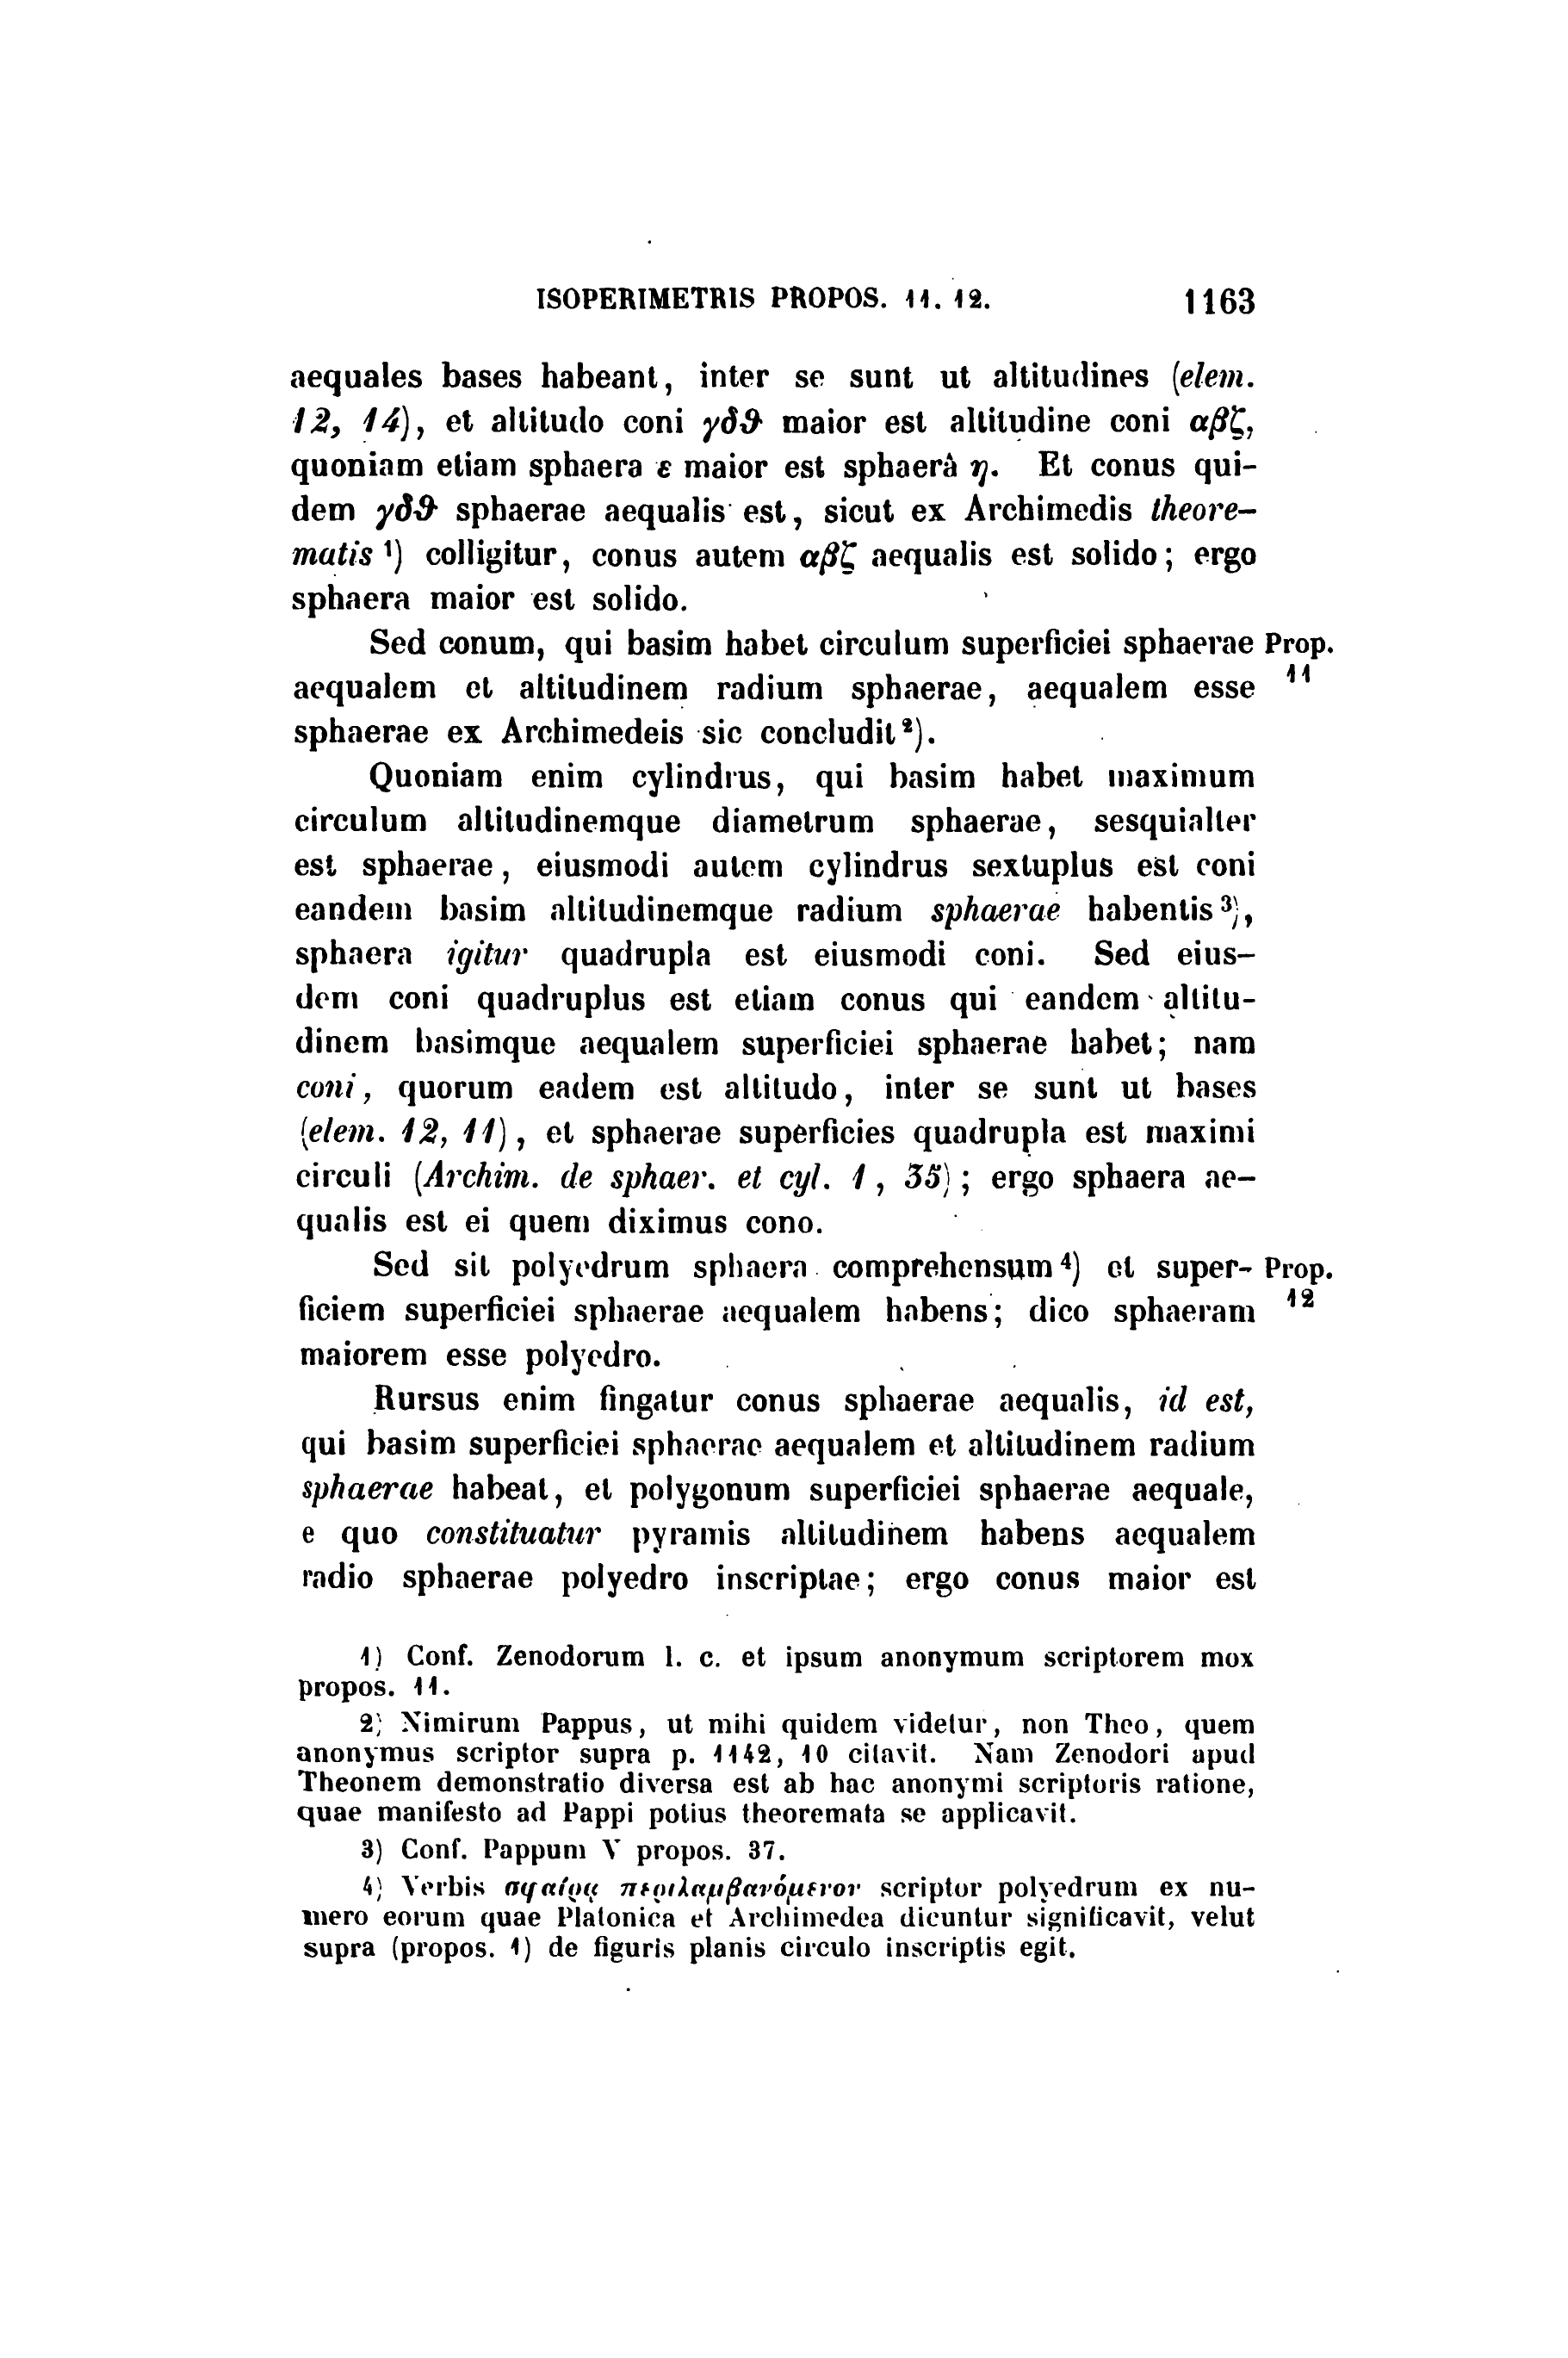 ISOPERIMETRIS PROPOS. 11. 12. 1163
aequales bases habeant, inter se sunt ut altitudines (elem.
12, 14), et altitudo coni γδϑ maior est altitudine coni αβζ,
quoniam etiam sphaera ε maior est sphaerâ η. Et conus qui-
dem γδϑ sphaerae aequalis est, sicut ex Archimedis theore-
matis 1) colligitur, conus autem αβζ aequalis est solido; ergo
sphaera maior est solido.
Sed conum, qui basim habet circulum superficiei sphaerae Prop.
aequalem et altitudinem radium sphaerae, aequalem esse 11
sphaerae ex Archimedeis sic concludit 2).
Quoniam enim cylindrus, qui basim habet maximum
circulum altitudinemque diametrum sphaerae, sesquialter
est sphaerae, eiusmodi autem cylindrus sextuplus est coni
eandem basim altitudinemque radium sphaerae habentis 3),
sphaera igitur quadrupla est eiusmodi coni. Sed eius-
dem coni quadruplus est etiam conus qui eandem altitu-
dinem basimque aequalem superficiei sphaerae habet; nam
coni, quorum eadem est altitudo, inter se sunt ut bases
(elem. 12, 11), et sphaerae superficies quadrupla est maximi
circuli (Archim. de sphaer. et cyl. 1, 35); ergo sphaera ae-
qualis est ei quem diximus cono.
Sed sit polyedrum sphaera comprehensum 4) et super- Prop.
ficiem superficiei sphaerae aequalem habens; dico sphaeram 12
maiorem esse polyedro.
Rursus enim fingatur conus sphaerae aequalis, id est,
qui basim superficiei sphaerae aequalem et altitudinem radium
sphaerae habeat, et polygonum superficiei sphaerae aequale,
e quo constituatur pyramis altitudinem habens aequalem
radio sphaerae polyedro inscriptae; ergo conus maior est
1) Conf. Zenodorum l. c. et ipsum anonymum scriptorem mox
propos. 11.
2) Nimirum Pappus, ut mihi quidem videtur, non Theo, quem
anonymus scriptor supra p. 1142, 10 citavit. Nam Zenodori apud
Theonem demonstratio diversa est ab hac anonymi scriptoris ratione,
quae manifesto ad Pappi potius theoremata se applicavit.
3) Conf. Pappum V propos. 37.
4) Verbis σφαίρᾳ περιλαμβανόμενον scriptor polyedrum ex nu-
mero eorum quae Platonica et Archimedea dicuntur significavit, velut
supra (propos. 1) de figuris planis circulo inscriptis egit.